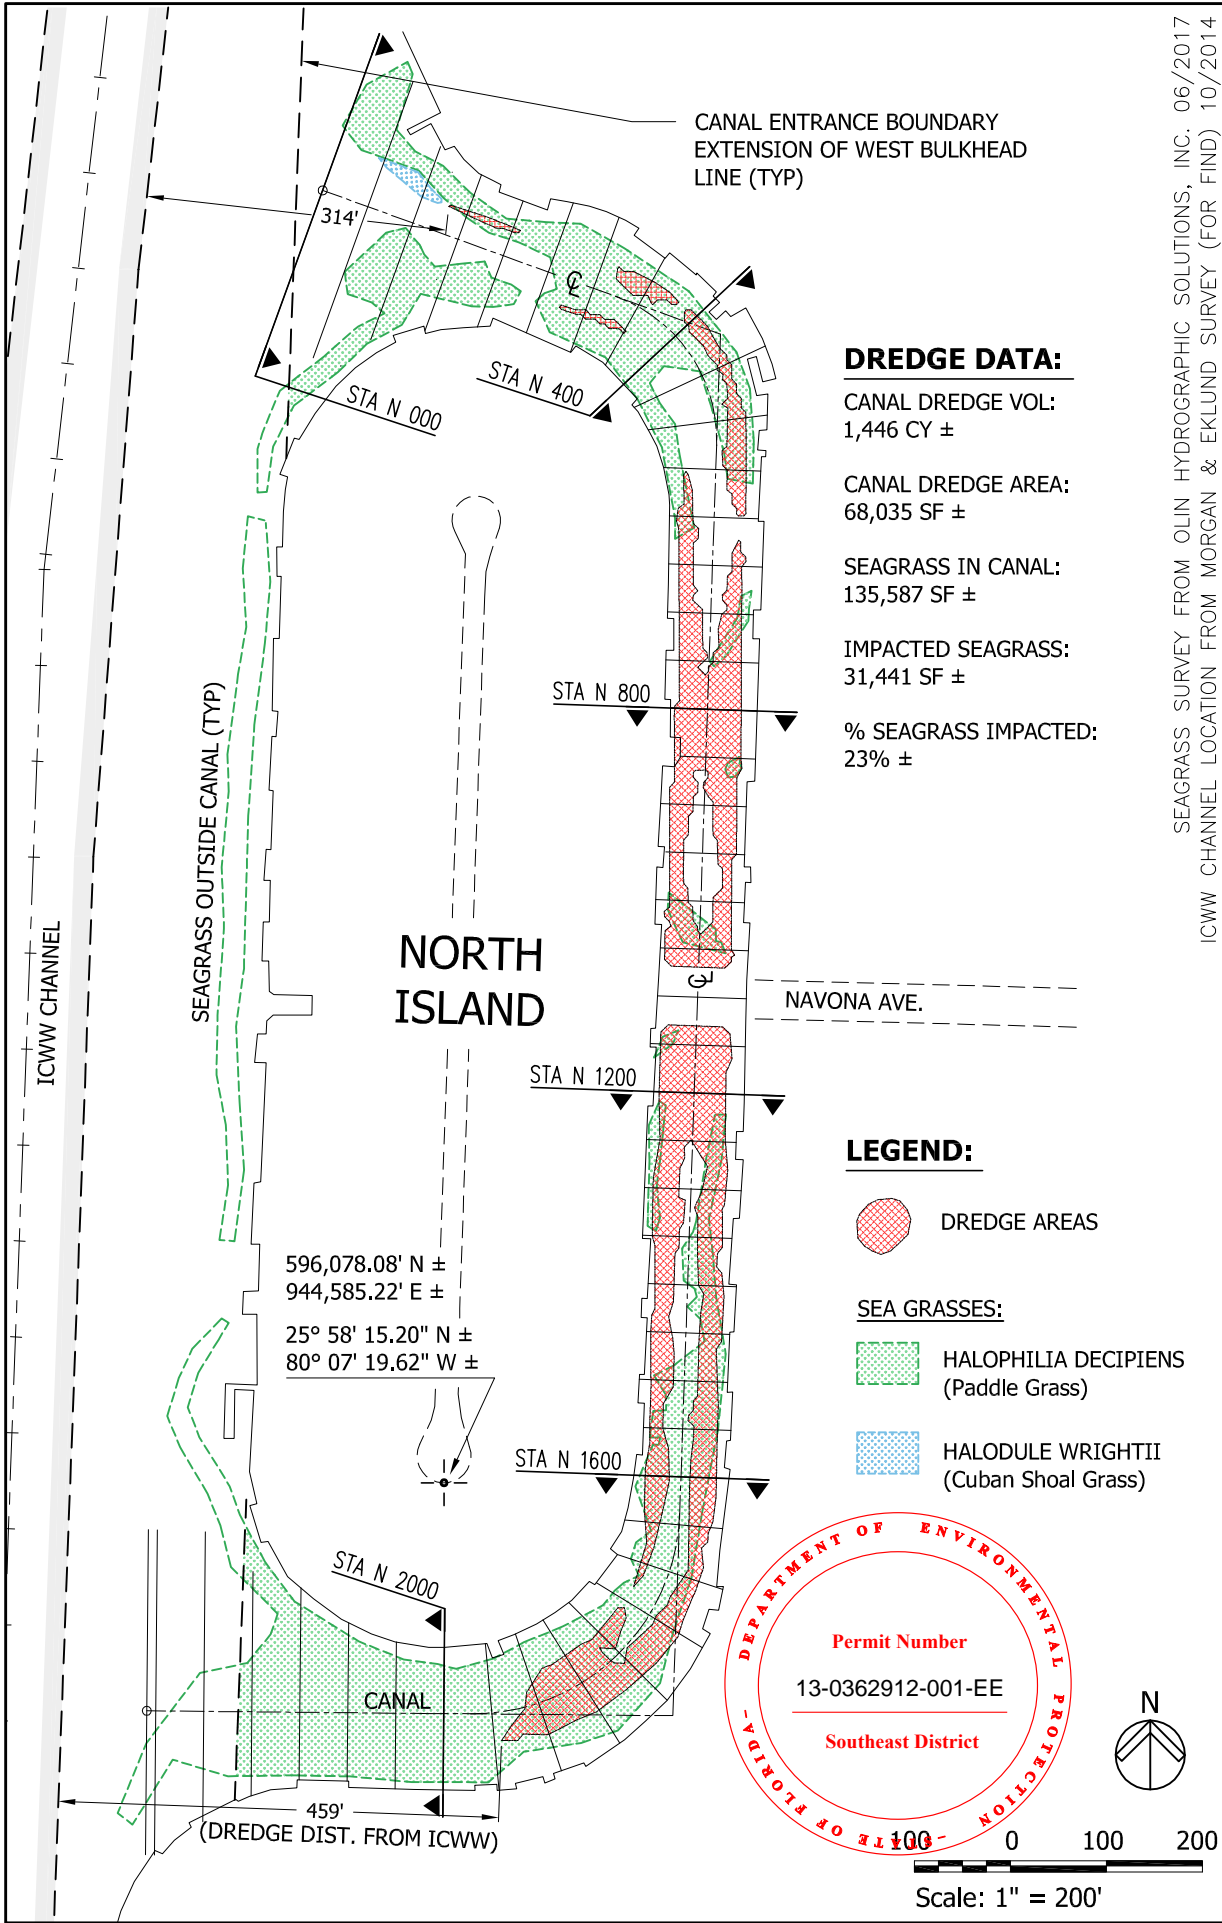 CANAL ENTRANCE BOUNDARY
EXTENSION OF WEST BULKHEAD
LINE (TYP)
SEAGRASS SURVEY FROM OLIN HYDROGRAPHIC SOLUTIONS, INC. 06/2017
ICWW CHANNEL LOCATION FROM MORGAN & EKLUND SURVEY (FOR FIND) 10/2014
314'
℄
STA N 000
STA N 400
DREDGE DATA:
CANAL DREDGE VOL:
1,446 CY ±
CANAL DREDGE AREA:
68,035 SF ±
SEAGRASS IN CANAL:
135,587 SF ±
IMPACTED SEAGRASS:
31,441 SF ±
% SEAGRASS IMPACTED:
23% ±
STA N 800
SEAGRASS OUTSIDE CANAL (TYP)
ICWW CHANNEL
NORTH
ISLAND
℄
NAVONA AVE.
STA N 1200
LEGEND:
DREDGE AREAS
SEA GRASSES:
HALOPHILIA DECIPIENS
(Paddle Grass)
HALODULE WRIGHTII
(Cuban Shoal Grass)
596,078.08' N ±
944,585.22' E ±
25° 58' 15.20" N ±
80° 07' 19.62" W ±
STA N 1600
STA N 2000
CANAL
459'
(DREDGE DIST. FROM ICWW)
DEPARTMENT OF ENVIRONMENTAL PROTECTION
- STATE OF FLORIDA -
Permit Number
13-0362912-001-EE
Southeast District
N
100 0 100 200
Scale: 1" = 200'